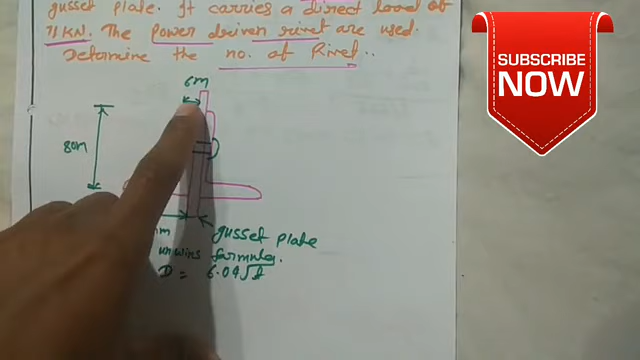 gusset plate. It carries a direct load of
71 KN. The power driven rivet are used.
Determine the no. of Rivet..
6m
80m
gusset plate
unwins formula.
D = 6.04√t
SUBSCRIBE
NOW